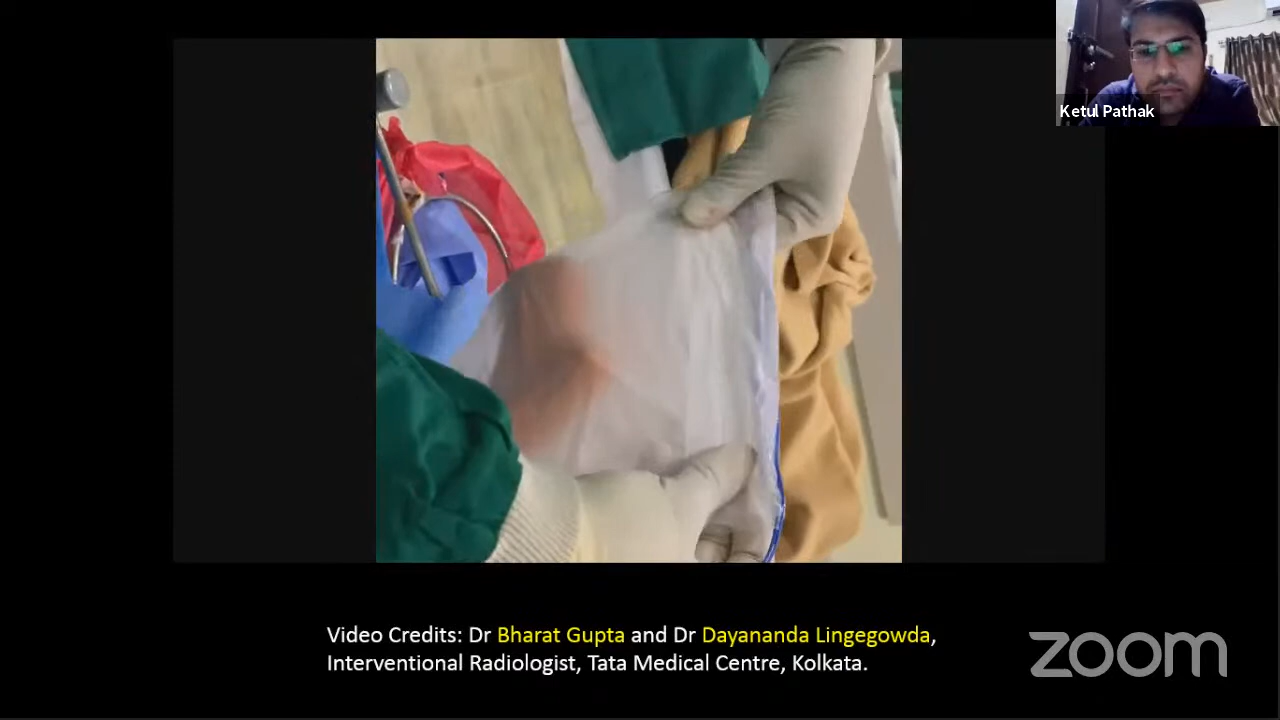 Ketul Pathak
Video Credits: Dr Bharat Gupta and Dr Dayananda Lingegowda,
Interventional Radiologist, Tata Medical Centre, Kolkata.
zoom